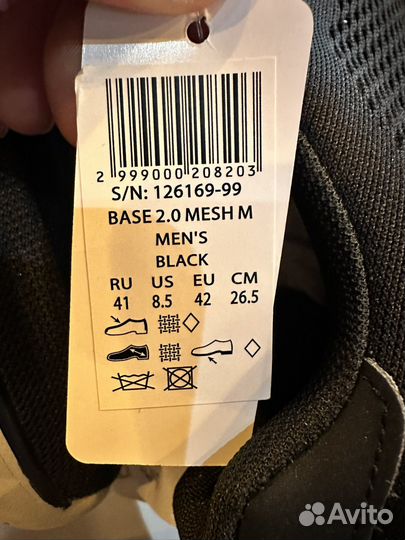 2 999000 208203
S/N: 126169-99
BASE 2.0 MESH M
MEN'S
BLACK
RU US EU CM
41 8.5 42 26.5
Avito